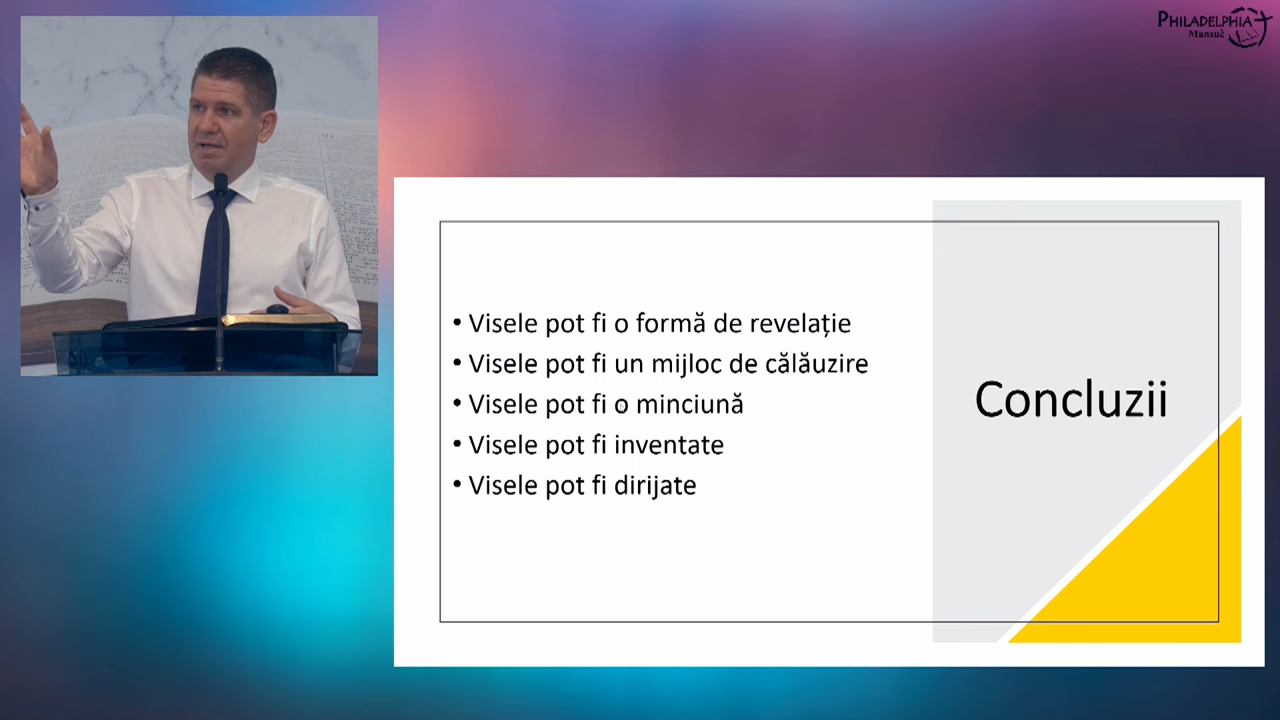 PHILADELPHIA
Mansuè
• Visele pot fi o formă de revelație
• Visele pot fi un mijloc de călăuzire
• Visele pot fi o minciună
• Visele pot fi inventate
• Visele pot fi dirijate
Concluzii